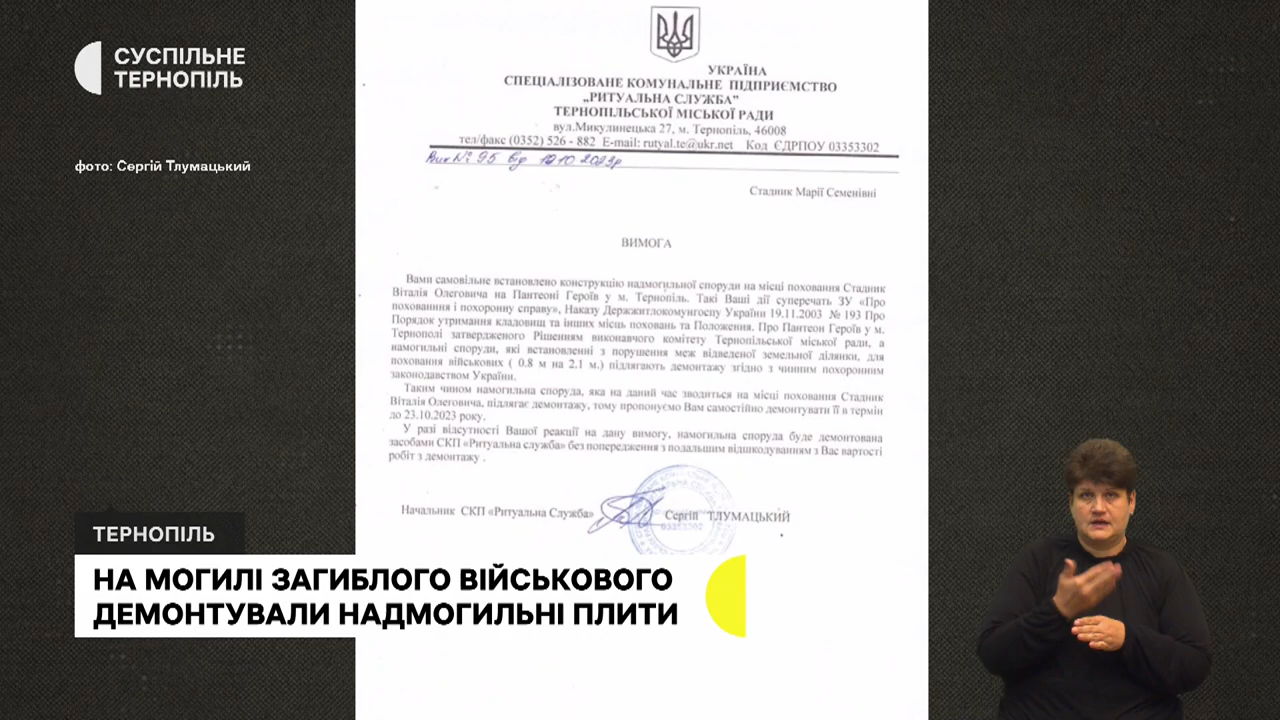 СУСПІЛЬНЕ
ТЕРНОПІЛЬ
фото: Сергій Тлумацький
УКРАЇНА
СПЕЦІАЛІЗОВАНЕ КОМУНАЛЬНЕ ПІДПРИЄМСТВО
„РИТУАЛЬНА СЛУЖБА”
ТЕРНОПІЛЬСЬКОЇ МІСЬКОЇ РАДИ
вул.Микулинецька 27, м. Тернопіль, 46008
тел/факс (0352) 526 - 882 E-mail: rutyal.te@ukr.net Код ЄДРПОУ 03353302
Вих № 95 від 10 2023р
Стадник Марії Семенівні
ВИМОГА
Вами самовільне встановлено конструкцію надмогильної споруди на місці поховання Стадник
Віталія Олеговича на Пантеоні Героїв у м. Тернопіль. Такі Ваші дії суперечать ЗУ «Про
поховання і похоронну справу», Наказу Держжитлокомунгоспу України 19.11.2003 № 193 Про
Порядок утримання кладовищ та інших місць поховань та Положення. Про Пантеон Героїв у м.
Тернополі затвердженого Рішенням виконавчого комітету Тернопільської міської ради, а
намогильні споруди, які встановленні з порушення меж відведеної земельної ділянки, для
поховання військових ( 0.8 м на 2.1 м.) підлягають демонтажу згідно з чинним похоронним
законодавством України.
Таким чином намогильна споруда, яка на даний час зводиться на місці поховання Стадник
Віталія Олеговича, підлягає демонтажу, тому пропонуємо Вам самостійно демонтувати її в термін
до 23.10.2023 року.
У разі відсутності Вашої реакції на дану вимогу, намогильна споруда буде демонтована
засобами СКП «Ритуальна служба» без попередження з подальшим відшкодуванням з Вас вартості
робіт з демонтажу .
Начальник СКП «Ритуальна Служба» Сергій ТЛУМАЦЬКИЙ
03353302
ТЕРНОПІЛЬ
НА МОГИЛІ ЗАГИБЛОГО ВІЙСЬКОВОГО
ДЕМОНТУВАЛИ НАДМОГИЛЬНІ ПЛИТИ